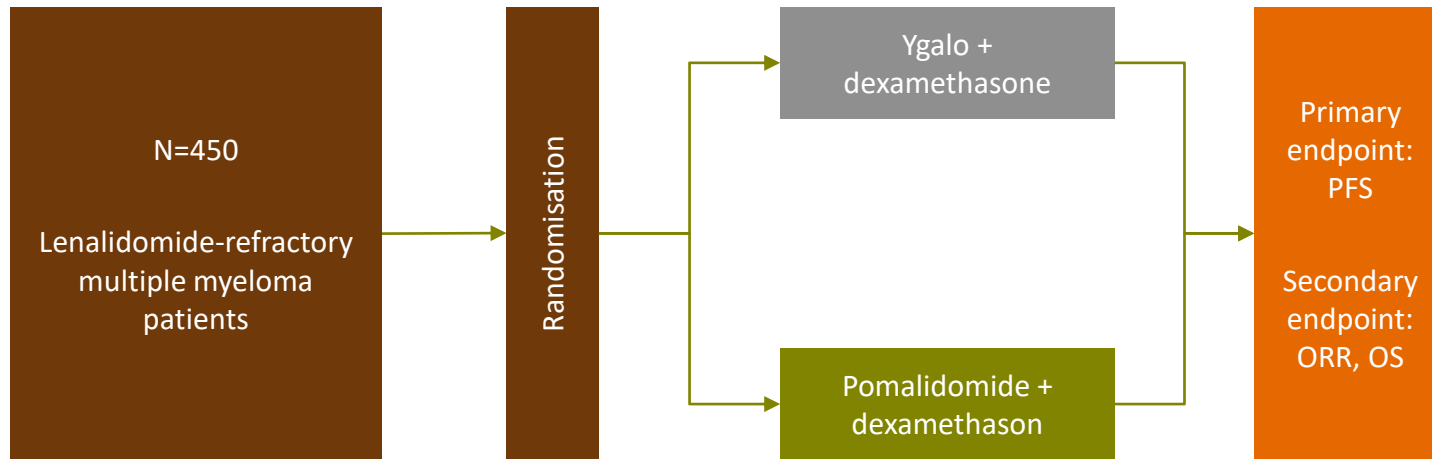 N=450
Lenalidomide-refractory
multiple myeloma
patients
Randomisation
Ygalo +
dexamethasone
Pomalidomide +
dexamethason
Primary
endpoint:
PFS
Secondary
endpoint:
ORR, OS